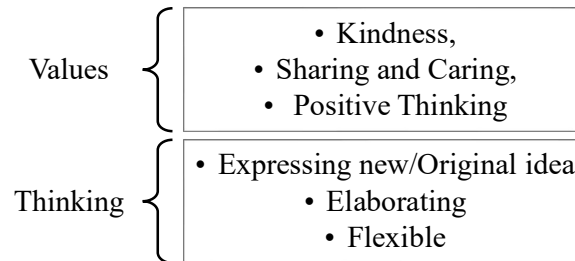 Values
• Kindness,
• Sharing and Caring,
• Positive Thinking
Thinking
• Expressing new/Original idea
• Elaborating
• Flexible